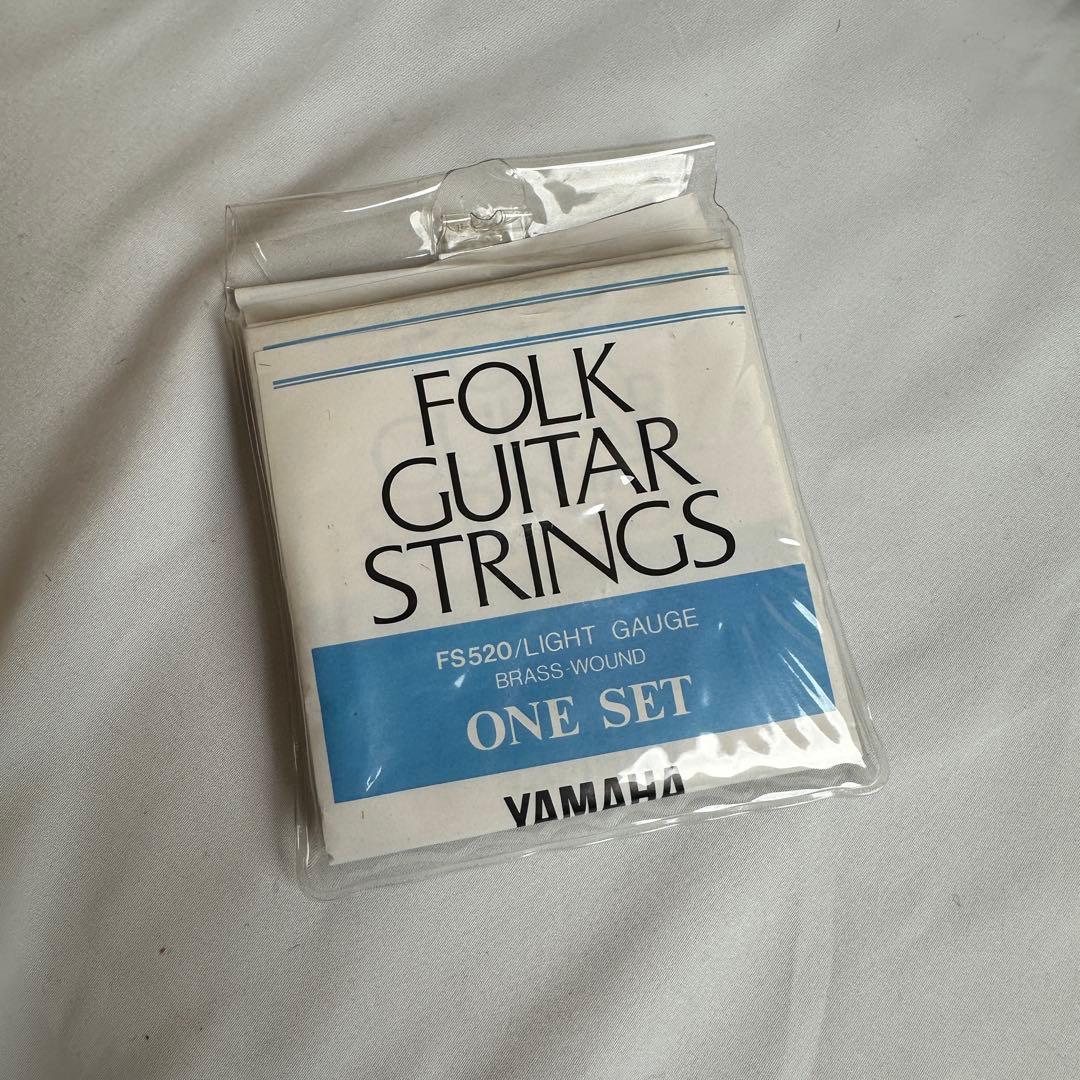 FOLK
GUITAR
STRINGS
FS520/LIGHT GAUGE
BRASS-WOUND
ONE SET
YAMAHA